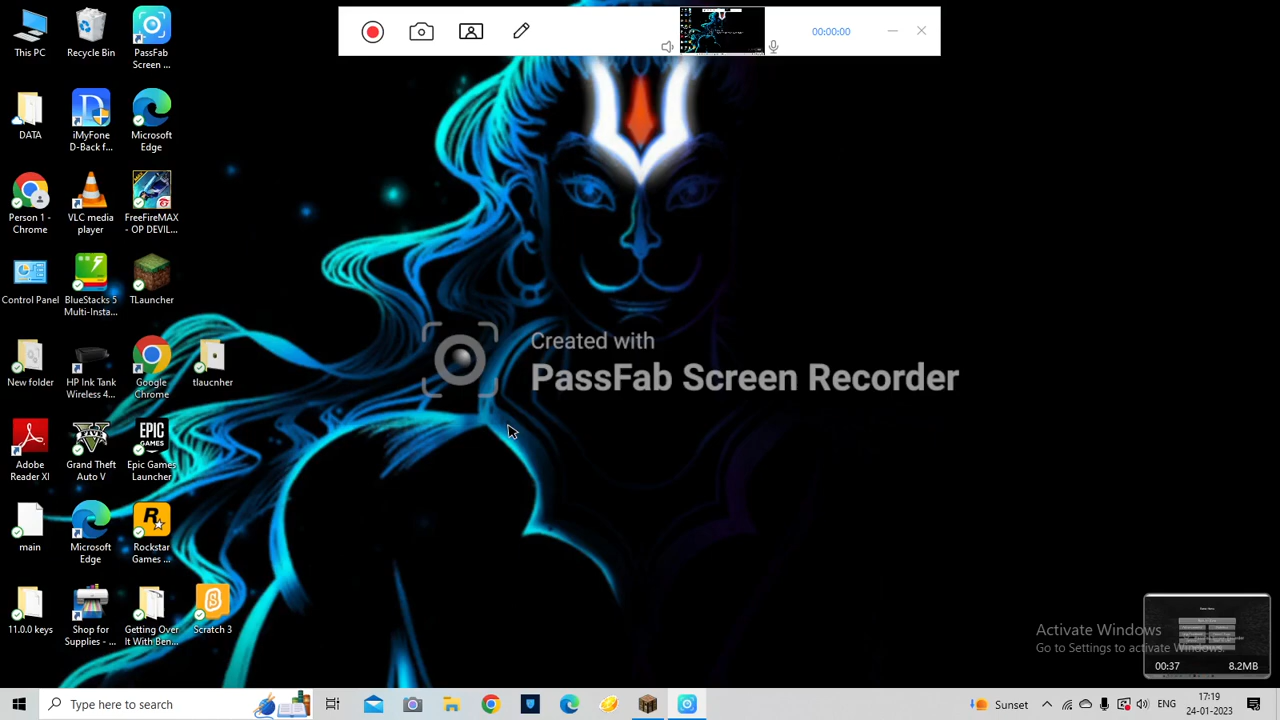 00:00:00
This PC
Recycle Bin
PassFab
Screen ...
DATA
iMyFone
D-Back f...
Microsoft
Edge
Person 1 -
Chrome
VLC media
player
FreeFireMAX
- OP DEVIL...
Control Panel
BlueStacks 5
Multi-Insta...
TLauncher
Created with
PassFab Screen Recorder
New folder
HP Ink Tank
Wireless 4...
Google
Chrome
tlaucnher
Adobe
Reader XI
Grand Theft
Auto V
EPIC
GAMES
Epic Games
Launcher
main
Microsoft
Edge
Rockstar
Games ...
11.0.0 keys
Shop for
Supplies - ...
Getting Over
It With Ben...
Scratch 3
Activate Windows
Go to Settings to activate Windows.
00:37
8.2MB
Type here to search
Sunset
ENG
17:19
24-01-2023